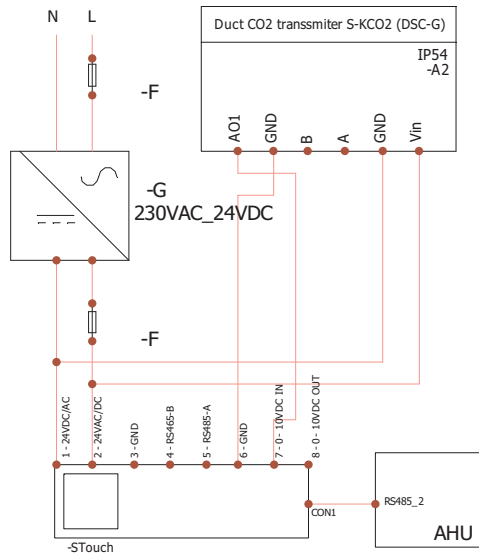 N L
Duct CO2 transsmiter S-KCO2 (DSC-G)
IP54
-A2
-F
AO1
GND
B
A
GND
Vin
-G
230VAC_24VDC
-F
1 - 24VDC/AC
2 - 24VAC/DC
3 -GND
4 - RS465-B
5 - RS485-A
6 - GND
7 - 0 - 10VDC IN
8 - 0 - 10VDC OUT
CON1
RS485_2
AHU
-STouch